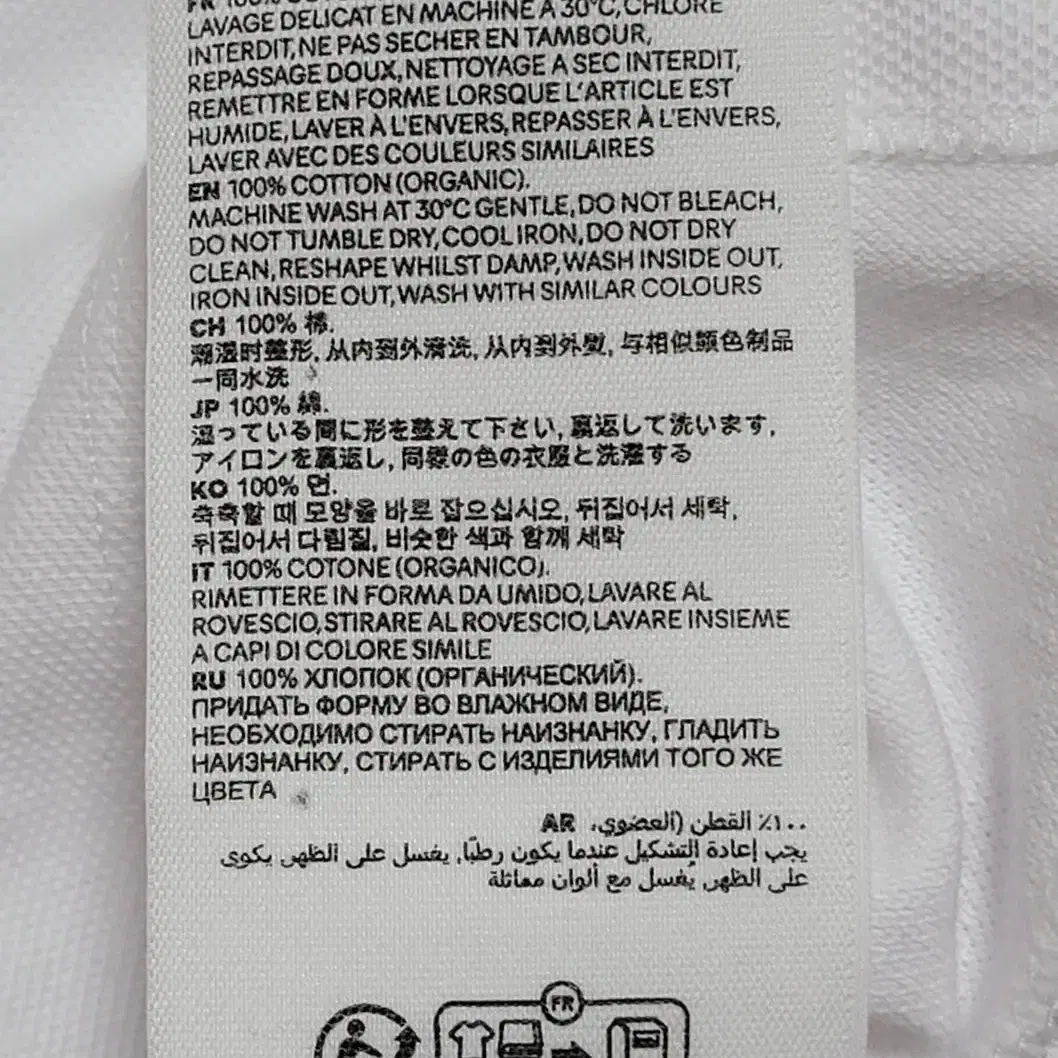 FR 100%
LAVAGE DELICAT EN MACHINE A 30°C, CHLORE
INTERDIT, NE PAS SECHER EN TAMBOUR,
REPASSAGE DOUX, NETTOYAGE A SEC INTERDIT,
REMETTRE EN FORME LORSQUE L'ARTICLE EST
HUMIDE, LAVER À L'ENVERS, REPASSER À L'ENVERS,
LAVER AVEC DES COULEURS SIMILAIRES
EN 100% COTTON (ORGANIC).
MACHINE WASH AT 30°C GENTLE, DO NOT BLEACH,
DO NOT TUMBLE DRY, COOL IRON, DO NOT DRY
CLEAN, RESHAPE WHILST DAMP, WASH INSIDE OUT,
IRON INSIDE OUT, WASH WITH SIMILAR COLOURS
CH 100% 棉.
潮湿时整形, 从内到外清洗, 从内到外熨, 与相似颜色制品
一同水洗
JP 100% 綿.
湿っている間に形を整えて下さい, 裏返して洗います,
アイロンを裏返し, 同様の色の衣服と洗濯する
KO 100% 면.
축축할 때 모양을 바로 잡으십시오, 뒤집어서 세탁,
뒤집어서 다림질, 비슷한 색과 함께 세탁
IT 100% COTONE (ORGANICO).
RIMETTERE IN FORMA DA UMIDO, LAVARE AL
ROVESCIO, STIRARE AL ROVESCIO, LAVARE INSIEME
A CAPI DI COLORE SIMILE
RU 100% ХЛОПОК (ОРГАНИЧЕСКИЙ).
ПРИДАТЬ ФОРМУ ВО ВЛАЖНОМ ВИДЕ,
НЕОБХОДИМО СТИРАТЬ НАИЗНАНКУ, ГЛАДИТЬ
НАИЗНАНКУ, СТИРАТЬ С ИЗДЕЛИЯМИ ТОГО ЖЕ
ЦВЕТА
١٠٠٪ القطن (العضوي، AR
يجب إعادة التشكيل عندما يكون رطبًا, يغسل على الظهر, يكوى
على الظهر, يُغسل مع ألوان مماثلة
FR